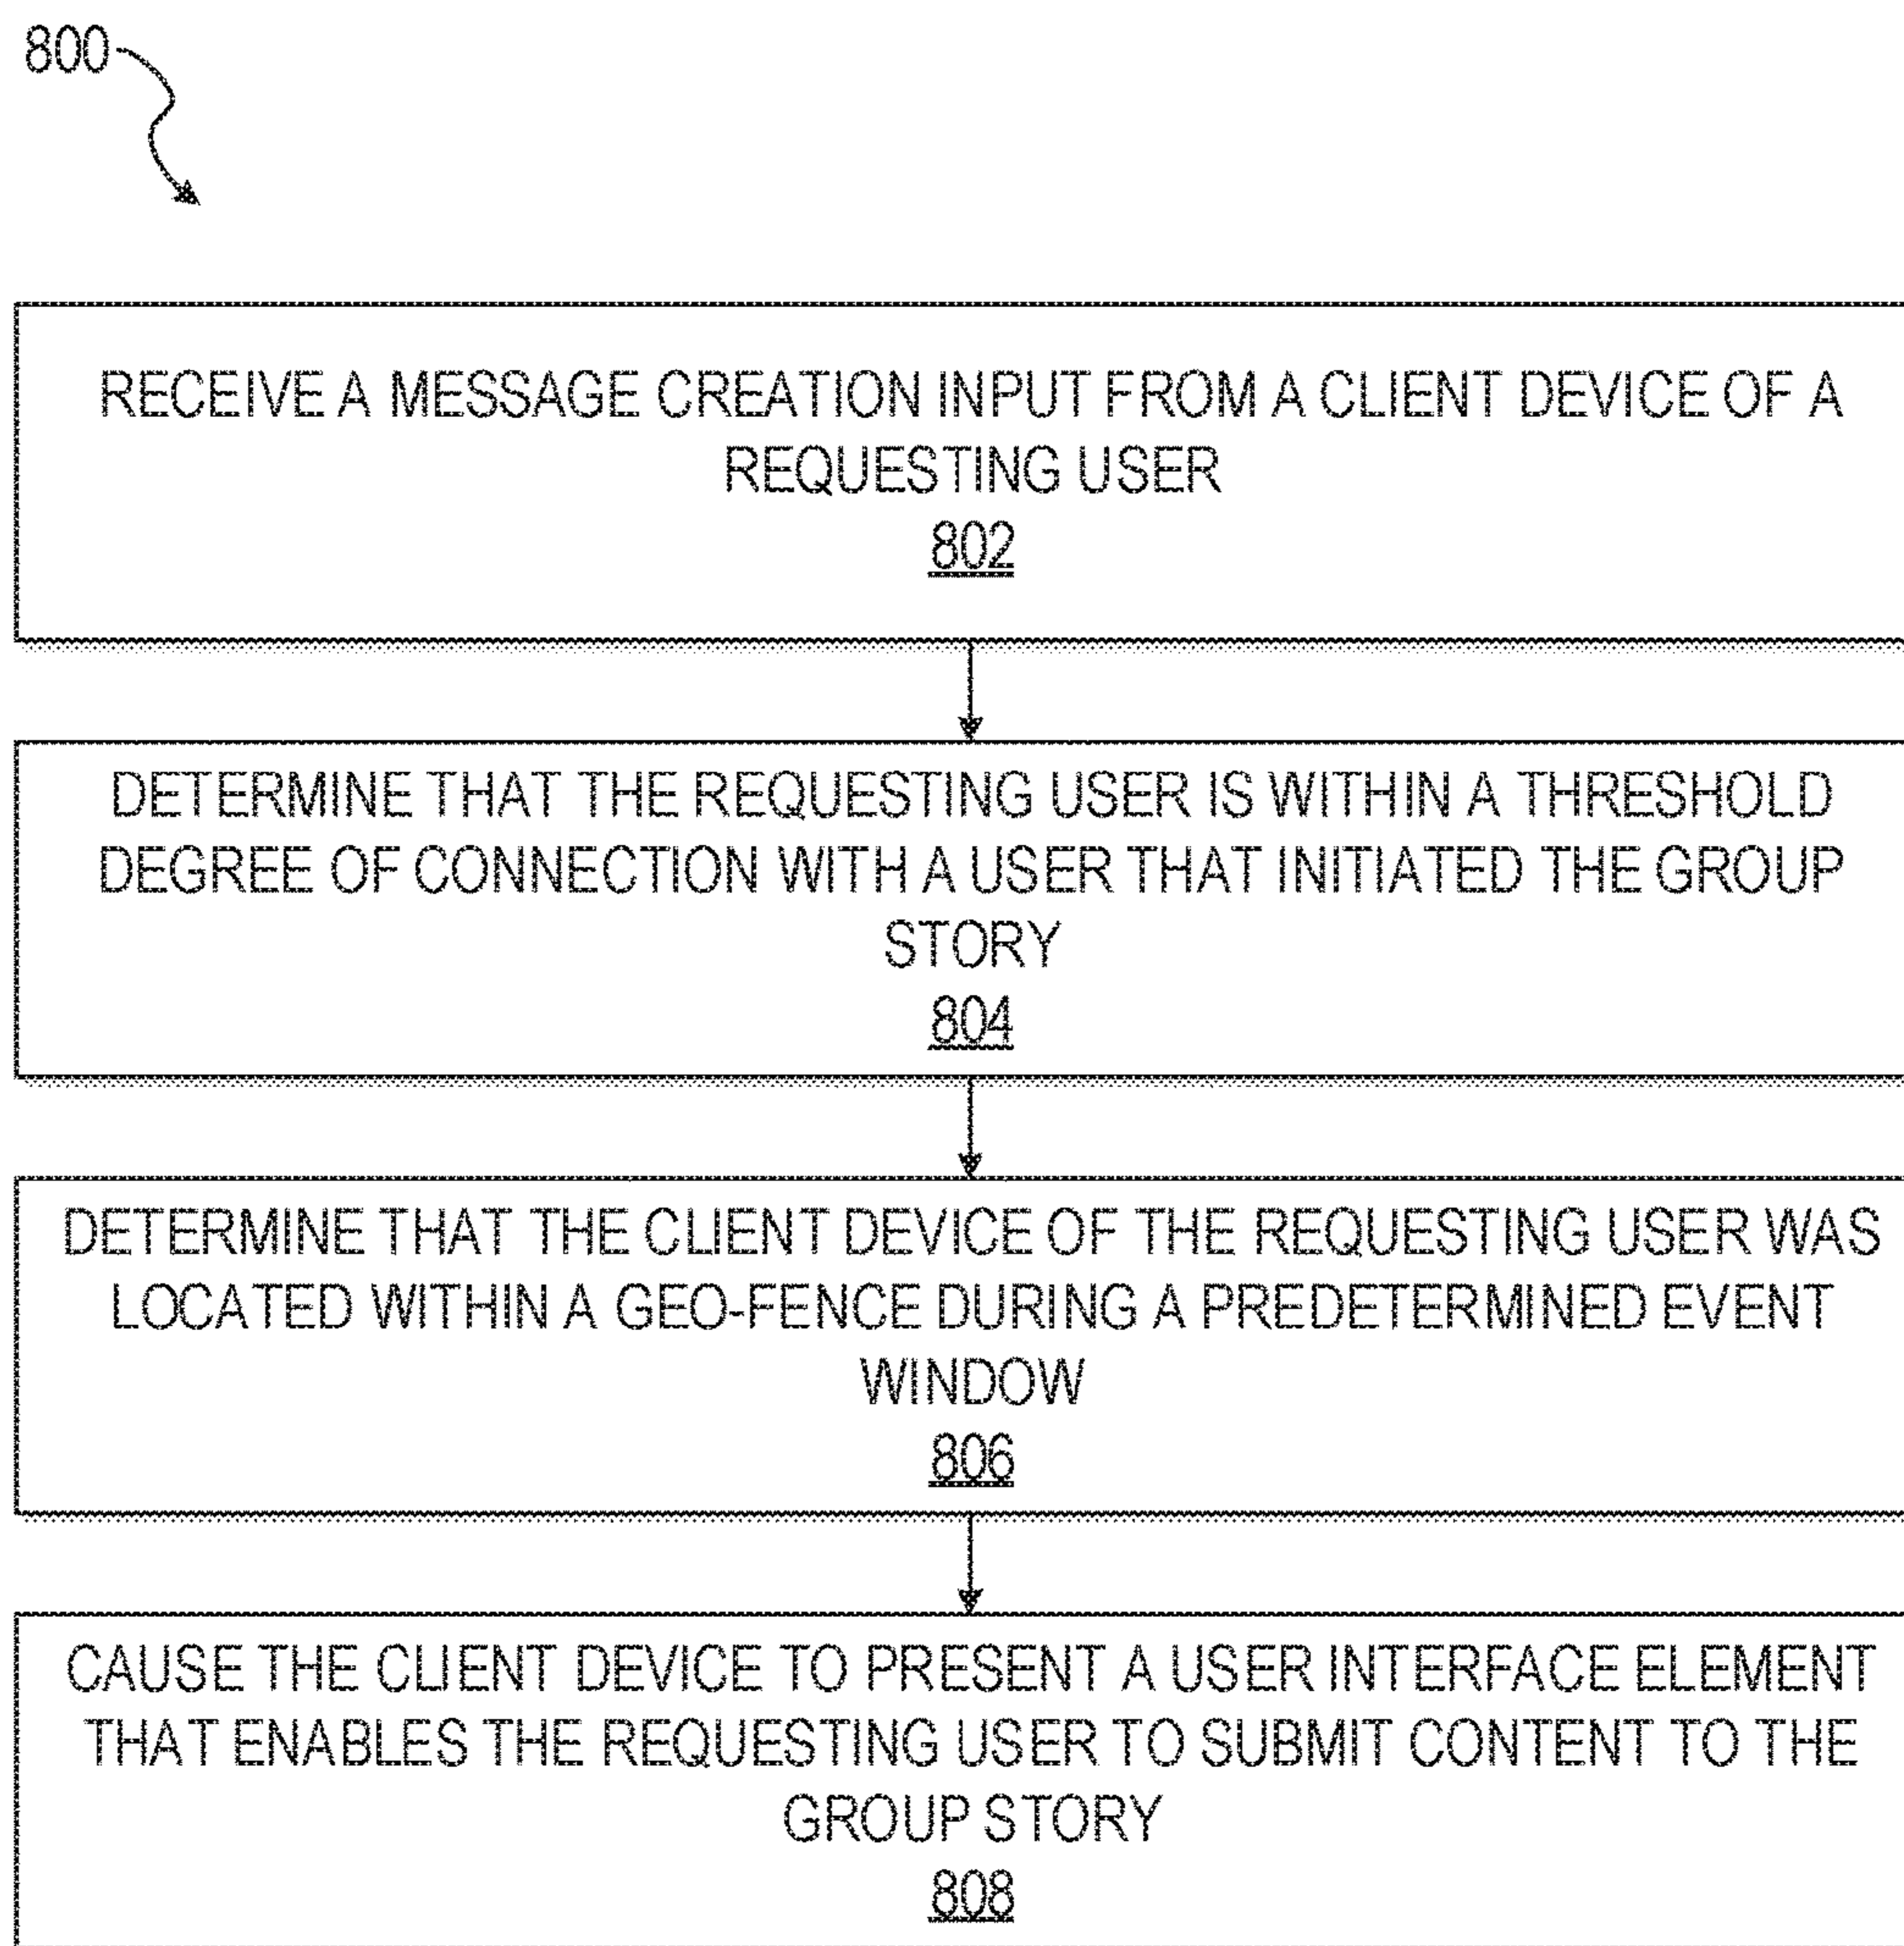 800
RECEIVE A MESSAGE CREATION INPUT FROM A CLIENT DEVICE OF A
REQUESTING USER
802
DETERMINE THAT THE REQUESTING USER IS WITHIN A THRESHOLD
DEGREE OF CONNECTION WITH A USER THAT INITIATED THE GROUP
STORY
804
DETERMINE THAT THE CLIENT DEVICE OF THE REQUESTING USER WAS
LOCATED WITHIN A GEO-FENCE DURING A PREDETERMINED EVENT
WINDOW
806
CAUSE THE CLIENT DEVICE TO PRESENT A USER INTERFACE ELEMENT
THAT ENABLES THE REQUESTING USER TO SUBMIT CONTENT TO THE
GROUP STORY
808